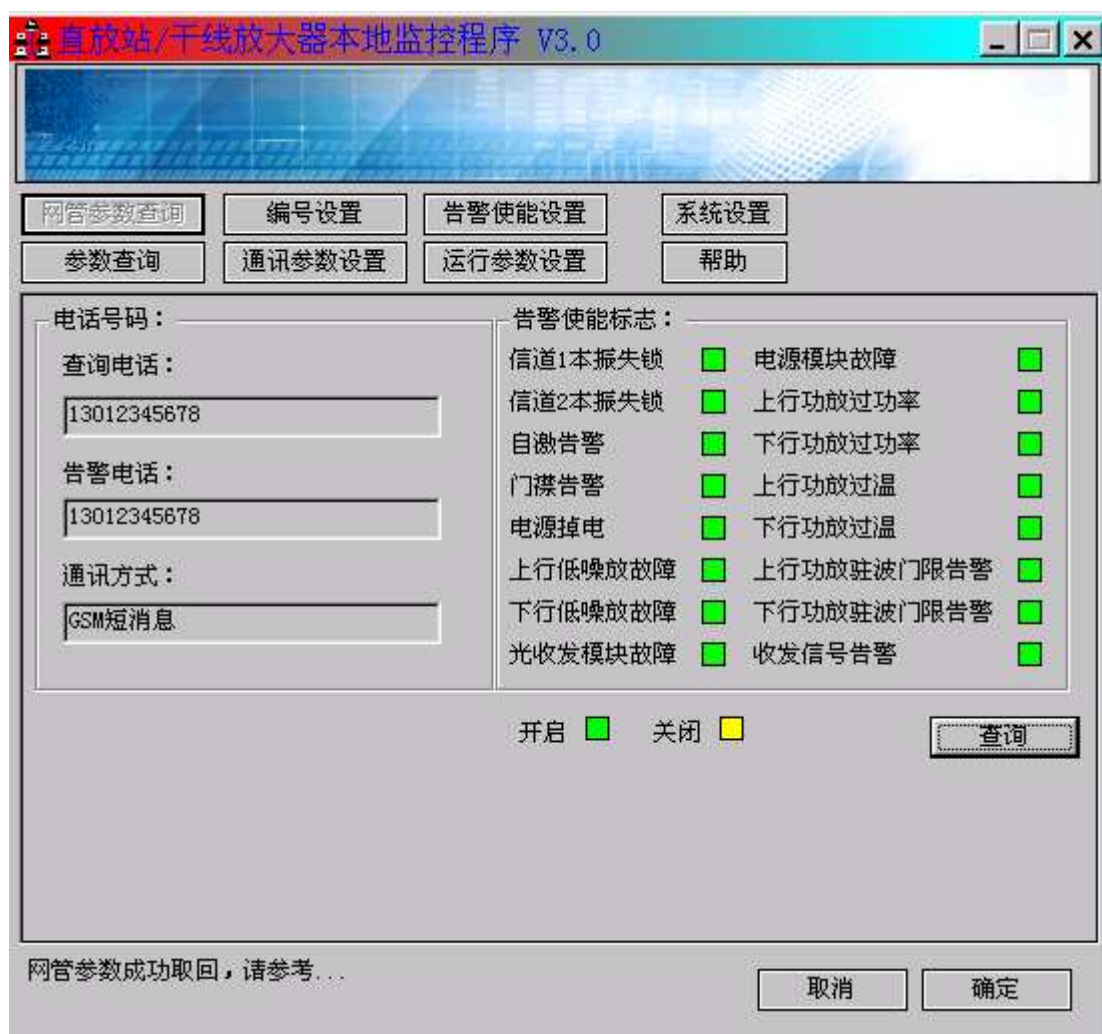 直放站/干线放大器本地监控程序 V3.0
网管参数查询 编号设置 告警使能设置 系统设置
参数查询 通讯参数设置 运行参数设置 帮助
电话号码： 告警使能标志：
查询电话：
13012345678
告警电话：
13012345678
通讯方式：
GSM短消息
信道1本振失锁 电源模块故障
信道2本振失锁 上行功放过功率
自激告警 下行功放过功率
门襟告警 上行功放过温
电源掉电 下行功放过温
上行低噪放故障 上行功放驻波门限告警
下行低噪放故障 下行功放驻波门限告警
光收发模块故障 收发信号告警
开启 关闭 查询
网管参数成功取回，请参考...
取消 确定